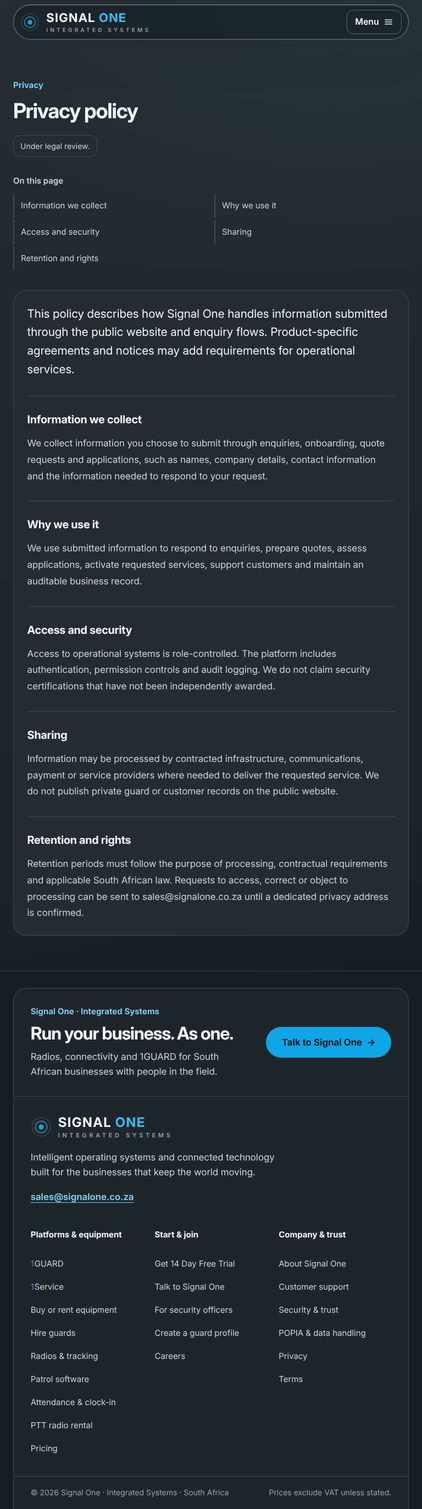 SIGNAL ONE
INTEGRATED SYSTEMS
Menu
Privacy
Privacy policy
Under legal review.
On this page
Information we collect
Why we use it
Access and security
Sharing
Retention and rights
This policy describes how Signal One handles information submitted
through the public website and enquiry flows. Product-specific
agreements and notices may add requirements for operational
services.
Information we collect
We collect information you choose to submit through enquiries, onboarding, quote
requests and applications, such as names, company details, contact information
and the information needed to respond to your request.
Why we use it
We use submitted information to respond to enquiries, prepare quotes, assess
applications, activate requested services, support customers and maintain an
auditable business record.
Access and security
Access to operational systems is role-controlled. The platform includes
authentication, permission controls and audit logging. We do not claim security
certifications that have not been independently awarded.
Sharing
Information may be processed by contracted infrastructure, communications,
payment or service providers where needed to deliver the requested service. We
do not publish private guard or customer records on the public website.
Retention and rights
Retention periods must follow the purpose of processing, contractual requirements
and applicable South African law. Requests to access, correct or object to
processing can be sent to sales@signalone.co.za until a dedicated privacy address
is confirmed.
Signal One · Integrated Systems
Run your business. As one.
Radios, connectivity and 1GUARD for South
African businesses with people in the field.
Talk to Signal One →
SIGNAL ONE
INTEGRATED SYSTEMS
Intelligent operating systems and connected technology
built for the businesses that keep the world moving.
sales@signalone.co.za
Platforms & equipment
1GUARD
1Service
Buy or rent equipment
Hire guards
Radios & tracking
Patrol software
Attendance & clock-in
PTT radio rental
Pricing
Start & join
Get 14 Day Free Trial
Talk to Signal One
For security officers
Create a guard profile
Careers
Company & trust
About Signal One
Customer support
Security & trust
POPIA & data handling
Privacy
Terms
© 2026 Signal One · Integrated Systems · South Africa
Prices exclude VAT unless stated.